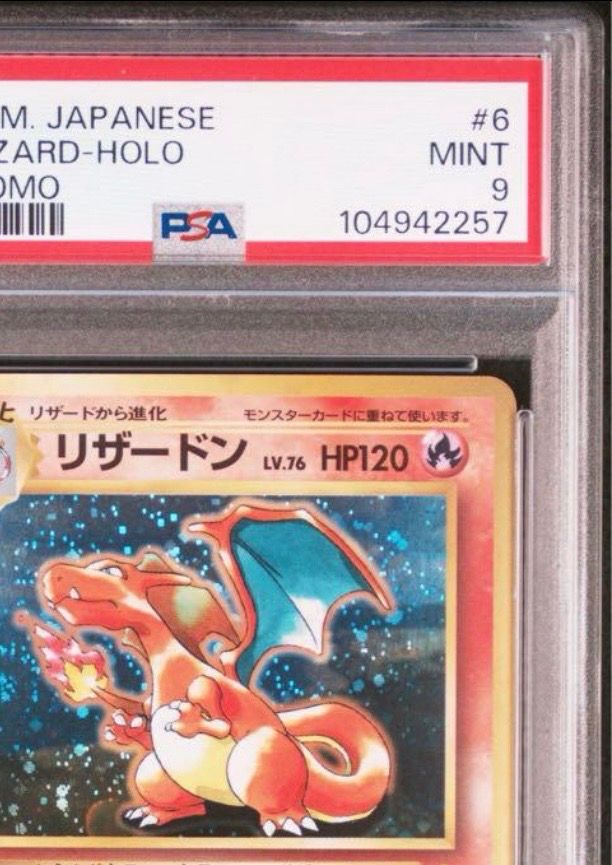 M. JAPANESE #6
ZARD-HOLO MINT
OMO 9
PSA 104942257
リザードから進化 モンスターカードに重ねて使います。
リザードン LV.76 HP120